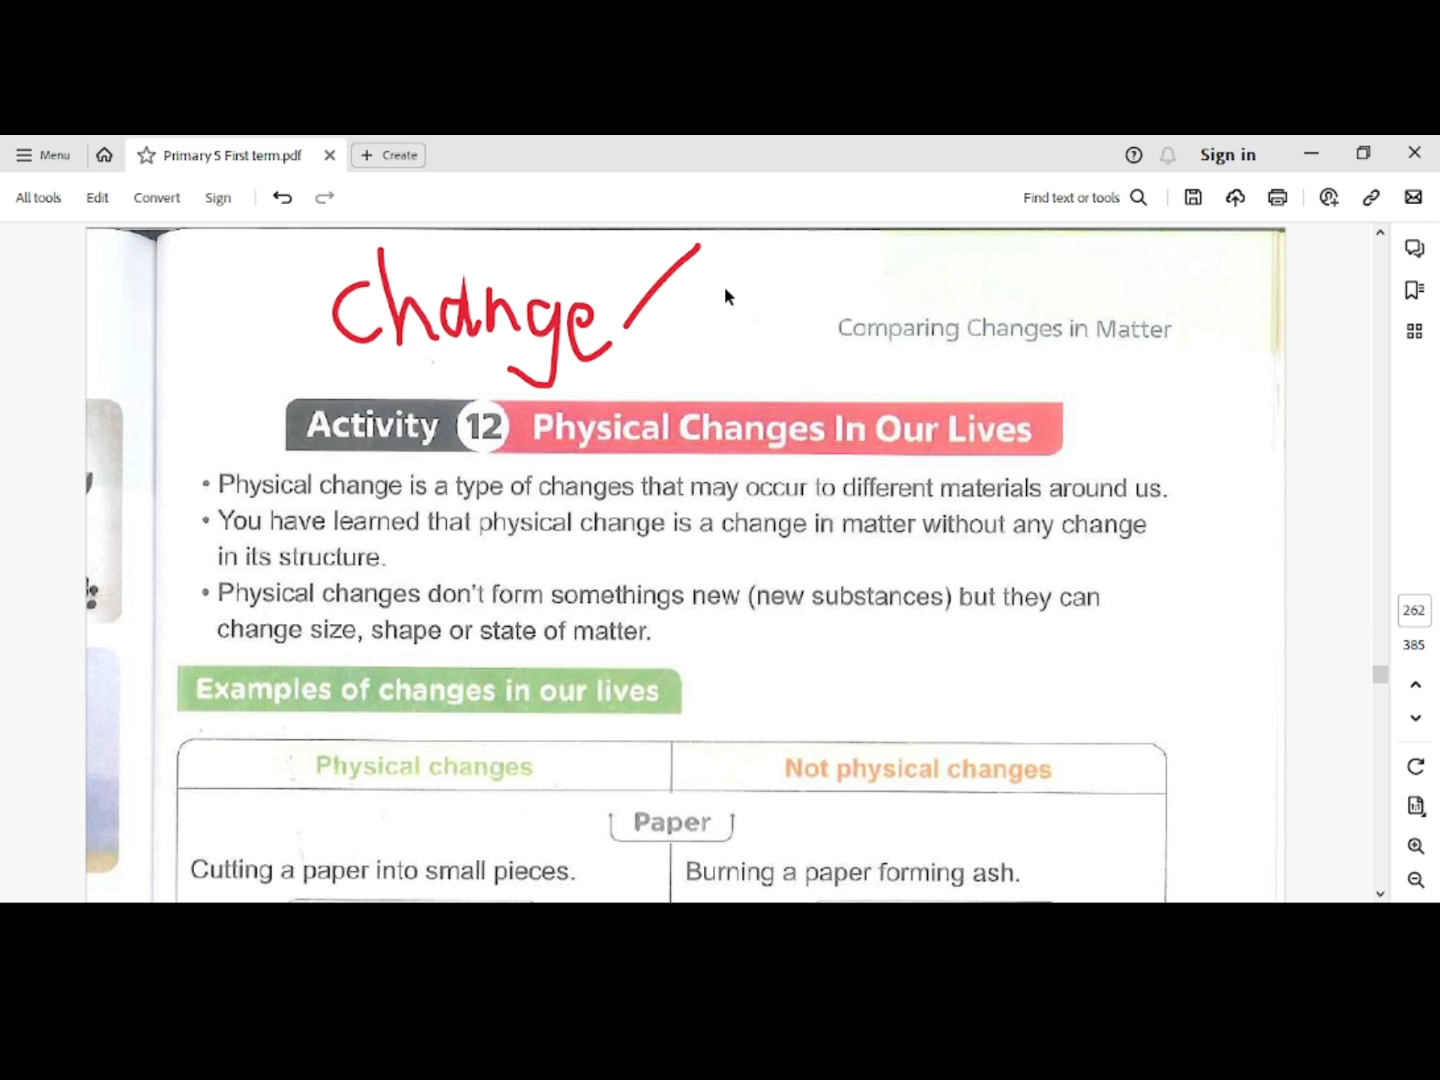 Menu
Primary 5 First term.pdf
Create
Sign in
All tools
Edit
Convert
Sign
Find text or tools
change
Comparing Changes in Matter
Activity 12 Physical Changes In Our Lives
• Physical change is a type of changes that may occur to different materials around us.
• You have learned that physical change is a change in matter without any change
in its structure.
• Physical changes don't form somethings new (new substances) but they can
change size, shape or state of matter.
Examples of changes in our lives
Physical changes
Not physical changes
Paper
Cutting a paper into small pieces.
Burning a paper forming ash.
262
385